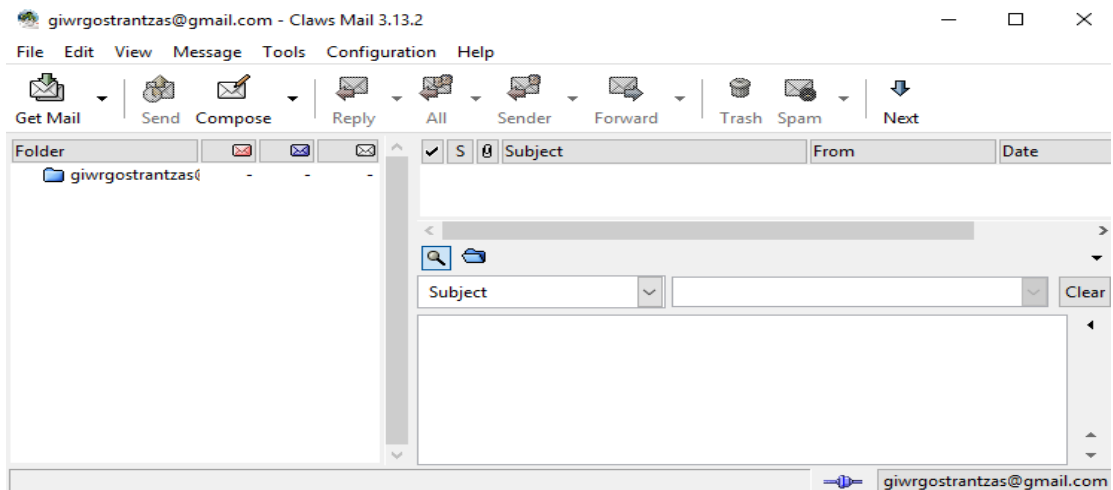 giwrgostrantzas@gmail.com - Claws Mail 3.13.2
File Edit View Message Tools Configuration Help
Get Mail Send Compose Reply All Sender Forward Trash Spam Next
Folder S Subject From Date
giwrgostrantzas@ - - -
Subject Clear
giwrgostrantzas@gmail.com